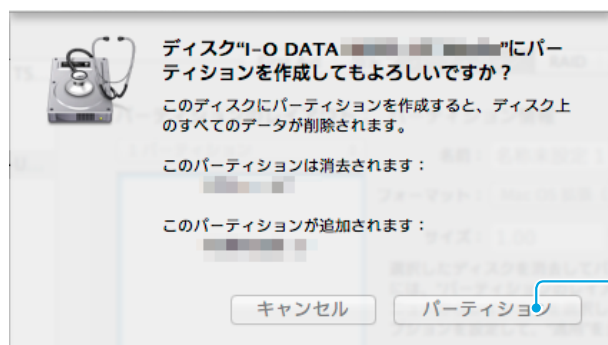 ディスク“I-O DATA "にパー
ティションを作成してもよろしいですか？
このディスクにパーティションを作成すると、ディスク上
のすべてのデータが削除されます。
このパーティションは消去されます：
このパーティションが追加されます：
キャンセル
パーティション